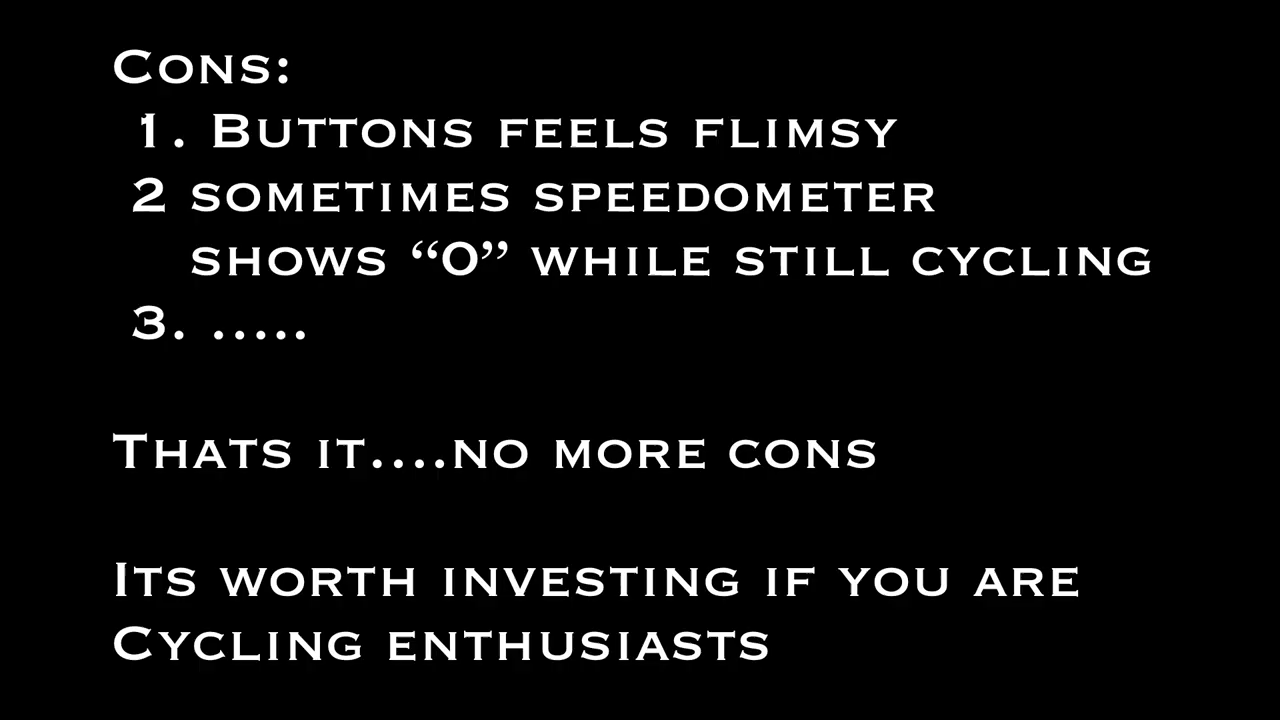 Cons:
1. Buttons feels flimsy
2 sometimes speedometer
shows “0” while still cycling
3. .....
Thats it....no more cons
Its worth investing if you are
Cycling enthusiasts